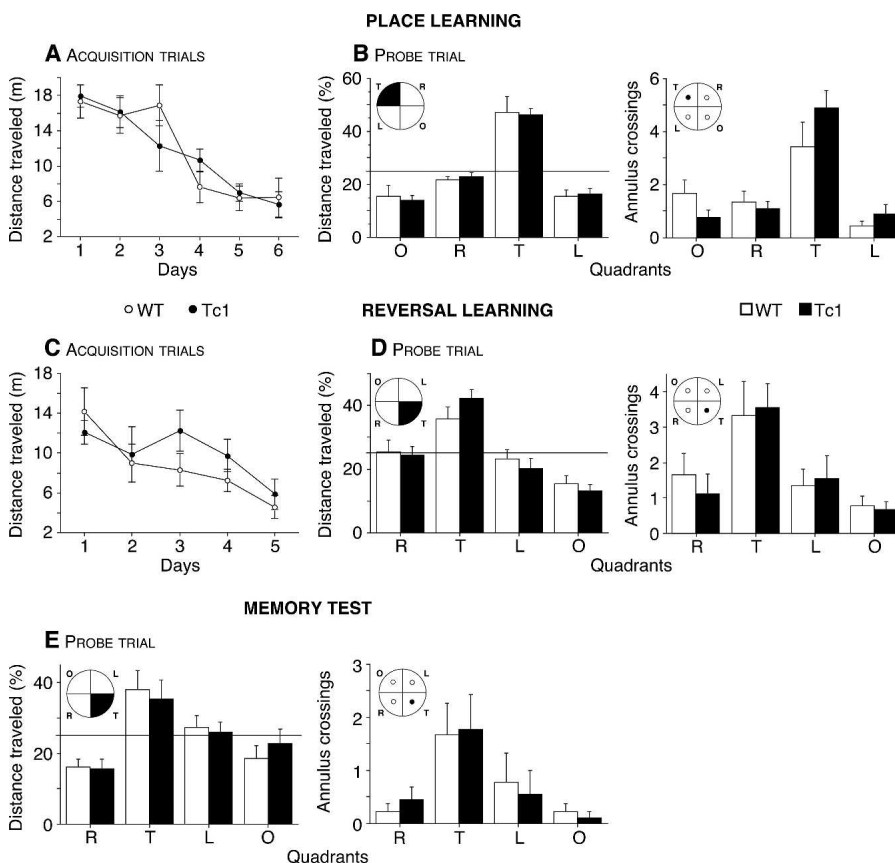 PLACE LEARNING
A ACQUISITION TRIALS
Distance traveled (m)
18
14
10
6
2
1 2 3 4 5 6
Days
B PROBE TRIAL
Distance traveled (%)
60
40
20
0
T R
L O
O R T L
Annulus crossings
6
4
2
0
T R
L O
O R T L
Quadrants
WT Tc1
REVERSAL LEARNING
WT Tc1
C ACQUISITION TRIALS
Distance traveled (m)
18
14
10
6
2
1 2 3 4 5
Days
D PROBE TRIAL
Distance traveled (%)
40
20
0
O L
R T
R T L O
Annulus crossings
4
3
2
1
0
O L
R T
R T L O
Quadrants
MEMORY TEST
E PROBE TRIAL
Distance traveled (%)
40
20
0
O L
R T
R T L O
Annulus crossings
3
2
1
0
O L
R T
R T L O
Quadrants